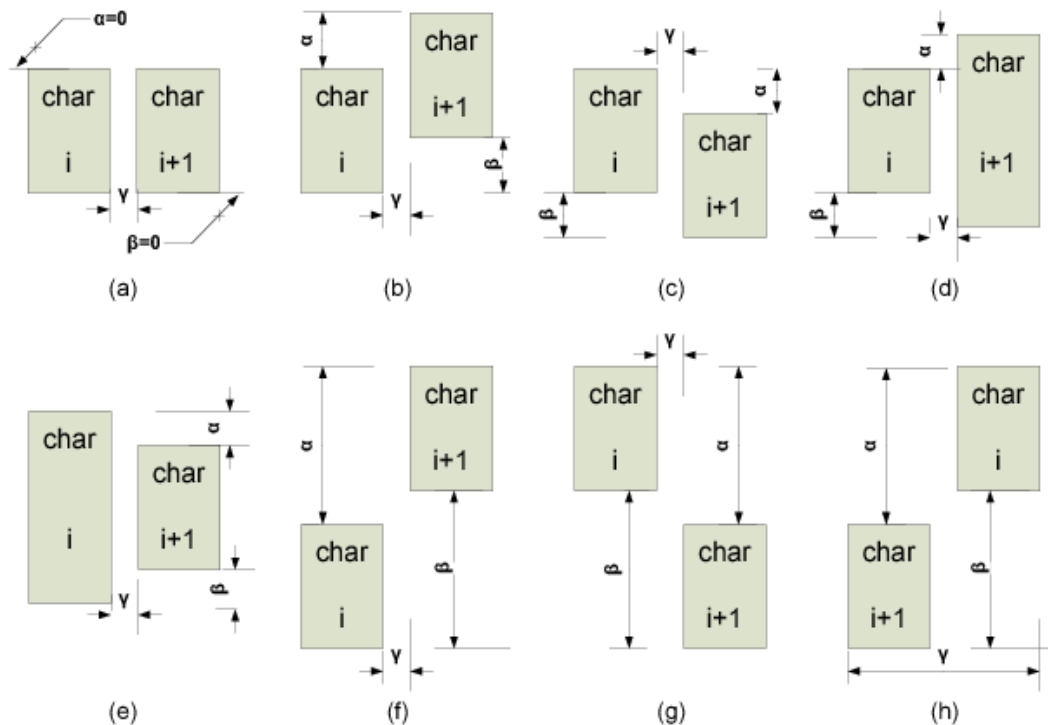 α=0
char
i
char
i+1
γ
β=0
(a)
α
char
i+1
char
i
β
γ
(b)
γ
char
i
α
char
i+1
β
(c)
α
char
i+1
char
i
β
γ
(d)
char
i
α
char
i+1
β
γ
(e)
char
i+1
α
char
i
β
γ
(f)
γ
char
i
α
char
i+1
β
(g)
char
i
α
char
i+1
β
γ
(h)